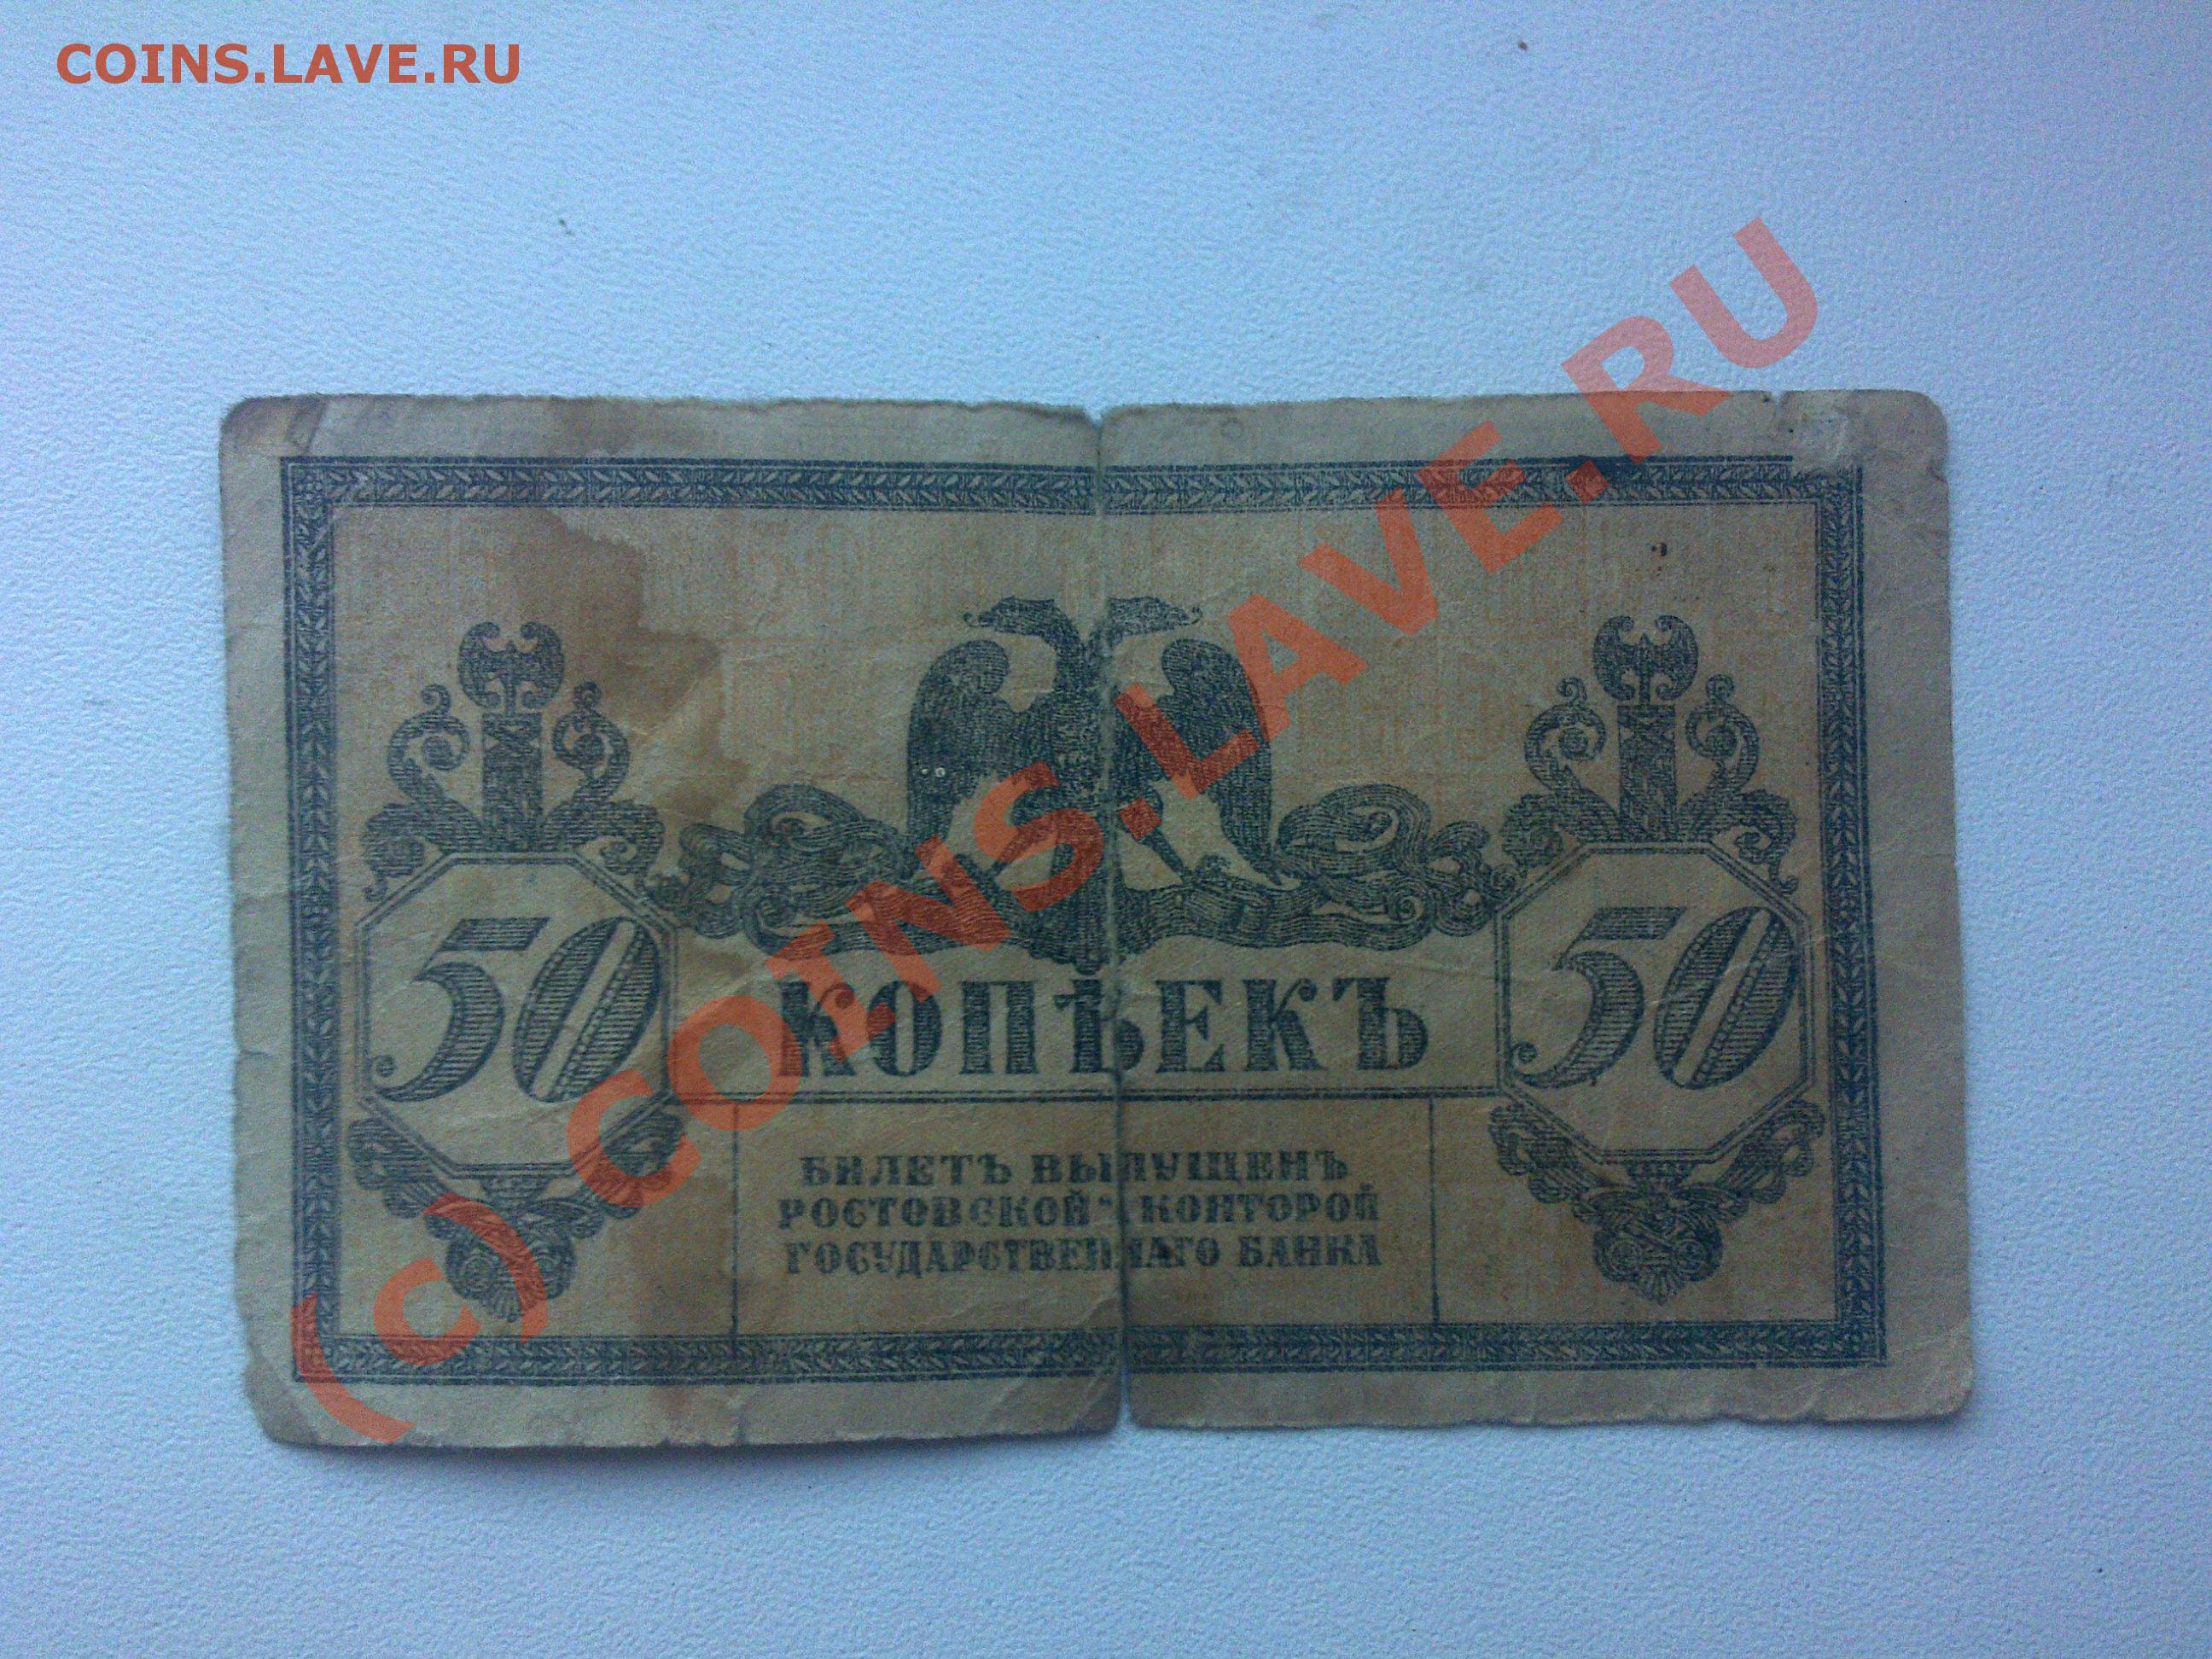 COINS.LAVE.RU
(c) COINS.LAVE.RU
50 КОПѢЕКЪ 50
БИЛЕТЪ ВЫПУЩЕНЪ
РОСТОВСКОЙ КОНТОРОЙ
ГОСУДАРСТВЕННАГО БАНКА